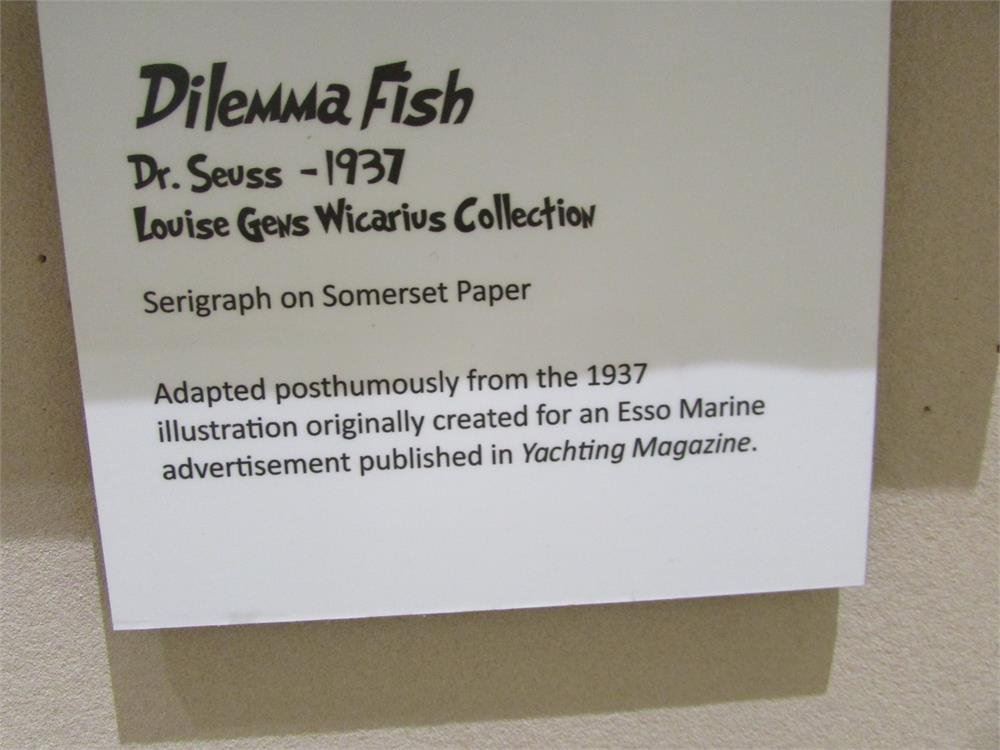 Dilemma Fish
Dr. Seuss - 1937
Louise Gens Wicarius Collection
Serigraph on Somerset Paper
Adapted posthumously from the 1937
illustration originally created for an Esso Marine
advertisement published in Yachting Magazine.